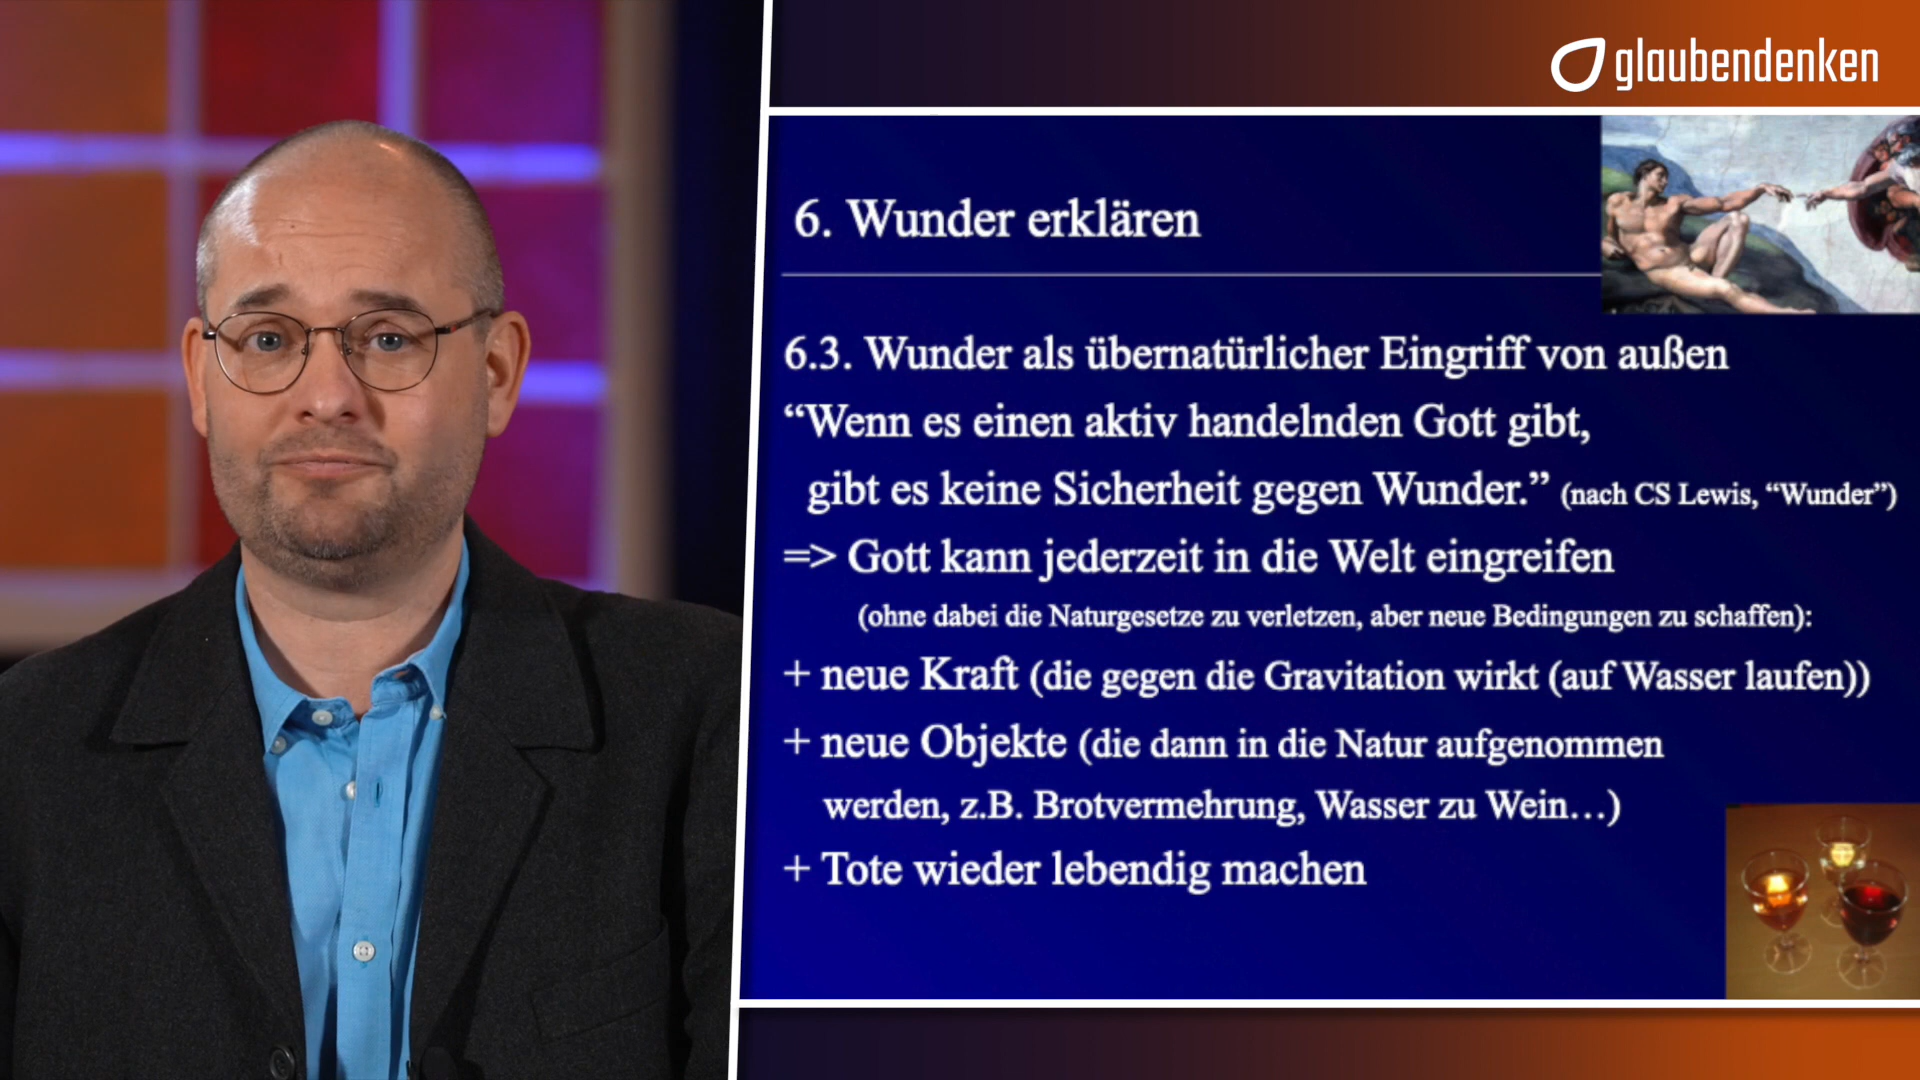 glaubendenken
6. Wunder erklären
6.3. Wunder als übernatürlicher Eingriff von außen
“Wenn es einen aktiv handelnden Gott gibt,
gibt es keine Sicherheit gegen Wunder.” (nach CS Lewis, “Wunder”)
=> Gott kann jederzeit in die Welt eingreifen
(ohne dabei die Naturgesetze zu verletzen, aber neue Bedingungen zu schaffen):
+ neue Kraft (die gegen die Gravitation wirkt (auf Wasser laufen))
+ neue Objekte (die dann in die Natur aufgenommen
werden, z.B. Brotvermehrung, Wasser zu Wein…)
+ Tote wieder lebendig machen